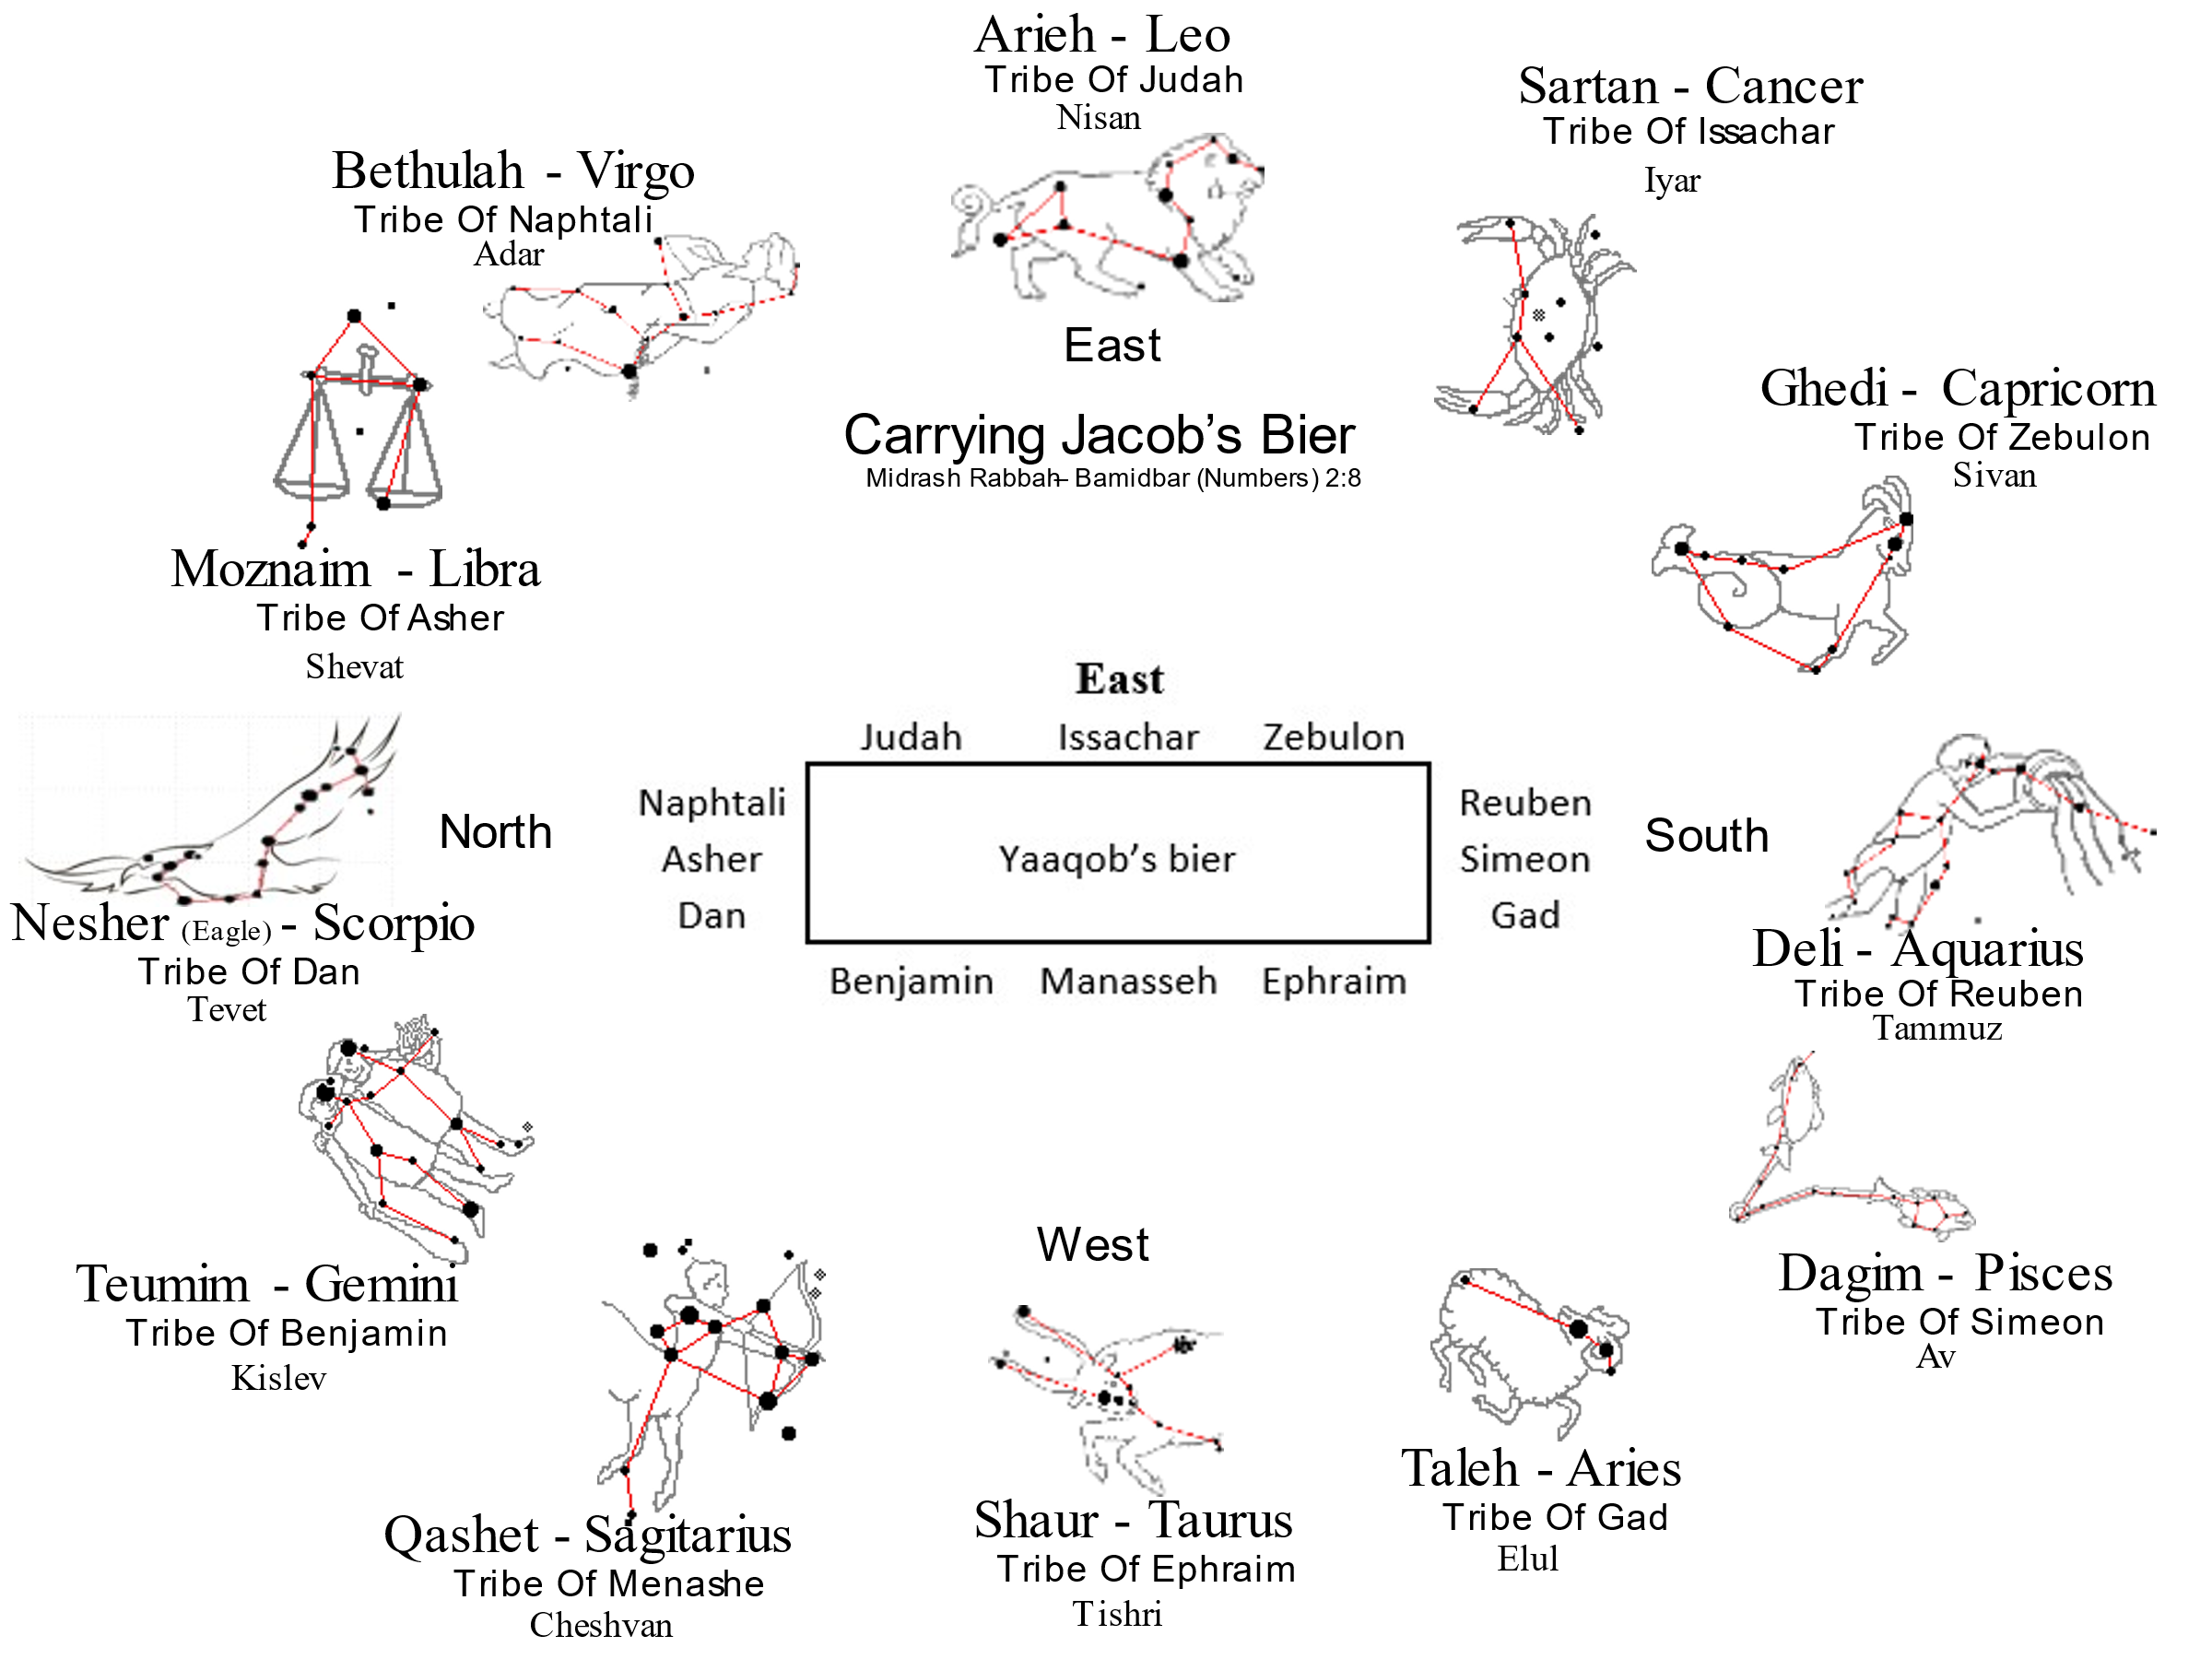 Arieh - Leo
Tribe Of Judah
Nisan
Sartan - Cancer
Tribe Of Issachar
Iyar
Bethulah - Virgo
Tribe Of Naphtali
Adar
East
Ghedi - Capricorn
Tribe Of Zebulon
Sivan
Carrying Jacob's Bier
Midrash Rabbah– Bamidbar (Numbers) 2:8
Moznaim - Libra
Tribe Of Asher
Shevat
East
Judah Issachar Zebulon
Naphtali Reuben
North South
Asher Yaaqob's bier Simeon
Dan Gad
Benjamin Manasseh Ephraim
Nesher (Eagle) - Scorpio
Tribe Of Dan
Tevet
Deli - Aquarius
Tribe Of Reuben
Tammuz
West
Teumim - Gemini
Tribe Of Benjamin
Kislev
Dagim - Pisces
Tribe Of Simeon
Av
Taleh - Aries
Tribe Of Gad
Elul
Shaur - Taurus
Tribe Of Ephraim
Tishri
Qashet - Sagitarius
Tribe Of Menashe
Cheshvan